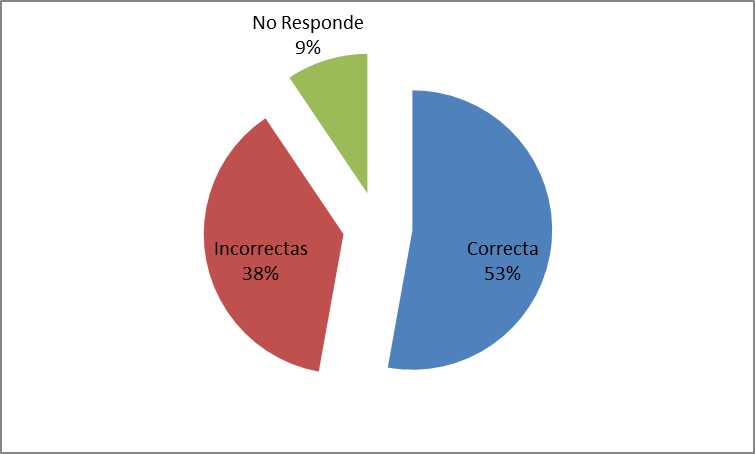 No Responde
9%
Incorrectas
38%
Correcta
53%